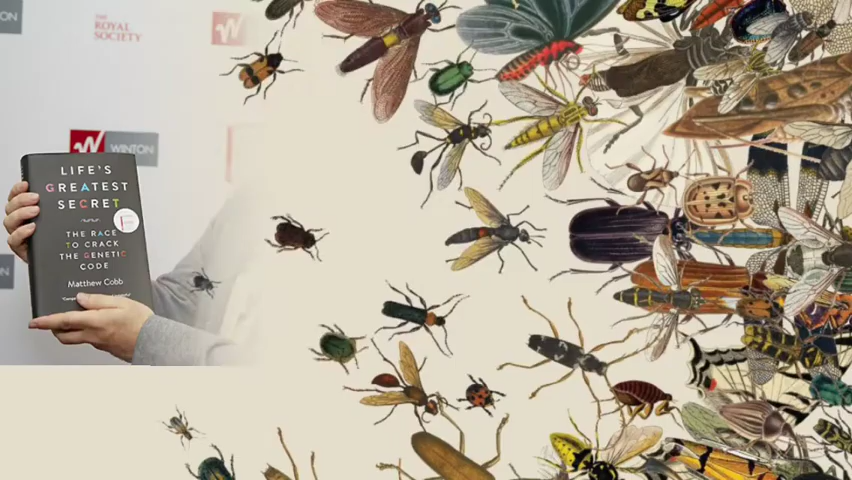 THE
ROYAL
SOCIETY
WINTON
LIFE'S
GREATEST
SECRET
THE RACE
TO CRACK
THE GENETIC
CODE
Matthew Cobb